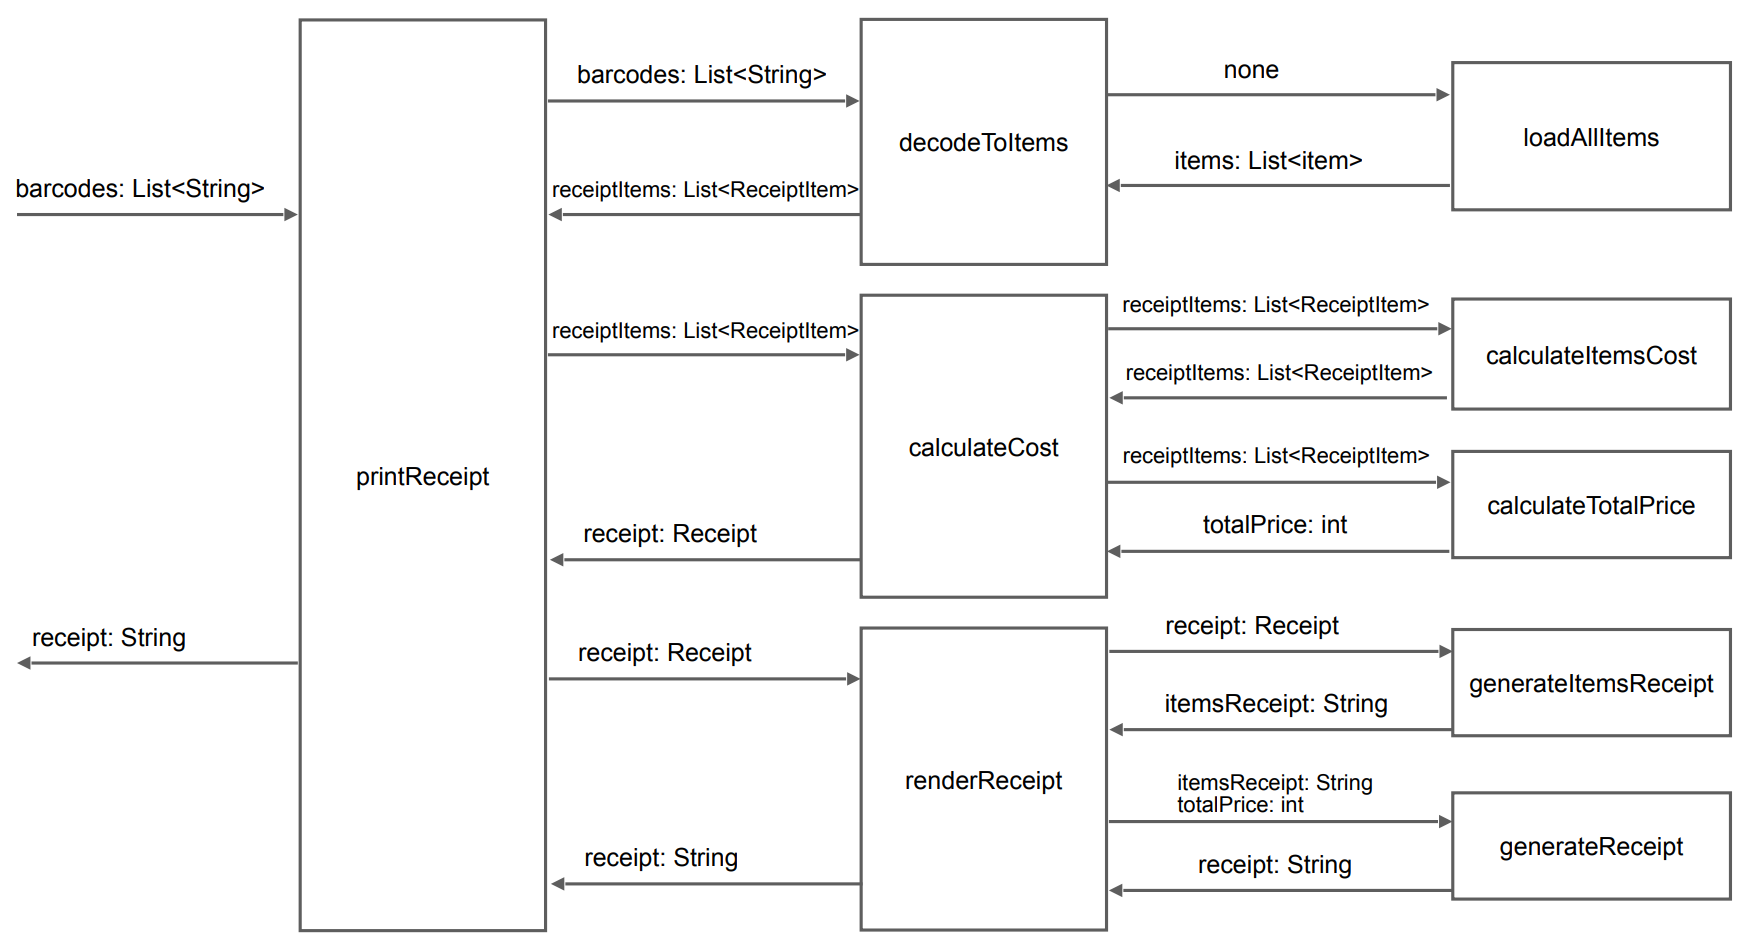 barcodes: List<String>
printReceipt
receipt: String
barcodes: List<String>
receiptItems: List<ReceiptItem>
decodeToItems
none
items: List<item>
loadAllItems
receiptItems: List<ReceiptItem>
receipt: Receipt
calculateCost
receiptItems: List<ReceiptItem>
receiptItems: List<ReceiptItem>
calculateItemsCost
receiptItems: List<ReceiptItem>
totalPrice: int
calculateTotalPrice
receipt: Receipt
receipt: String
renderReceipt
receipt: Receipt
itemsReceipt: String
generateItemsReceipt
itemsReceipt: String
totalPrice: int
receipt: String
generateReceipt